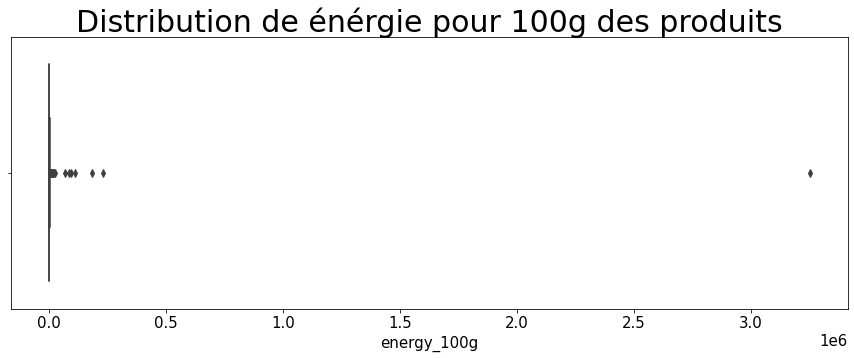 Distribution de énérgie pour 100g des produits
0.0 0.5 1.0 1.5 2.0 2.5 3.0
1e6
energy_100g